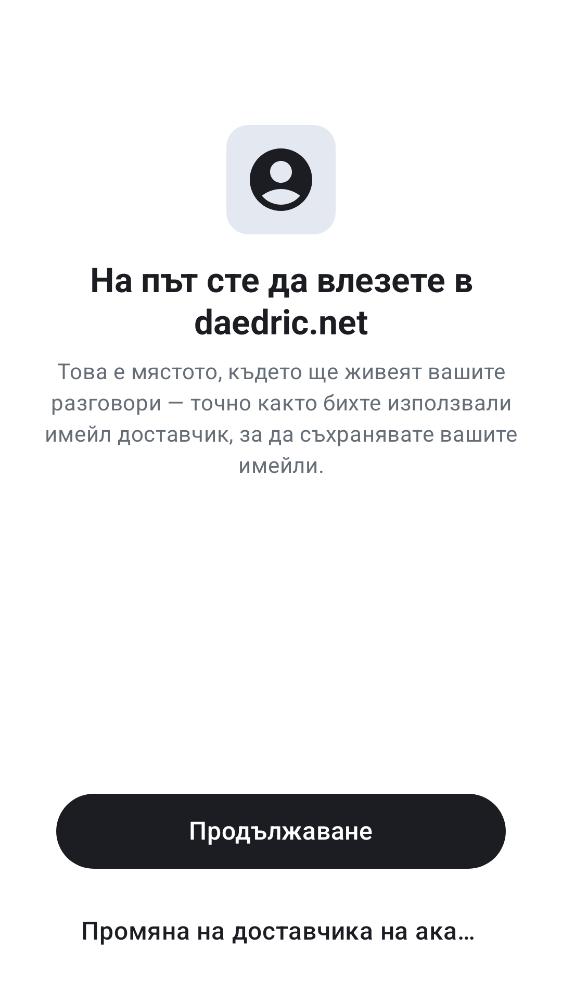 На път сте да влезете в
daedric.net
Това е мястото, където ще живеят вашите
разговори — точно както бихте използвали
имейл доставчик, за да съхранявате вашите
имейли.
Продължаване
Промяна на доставчика на ака…